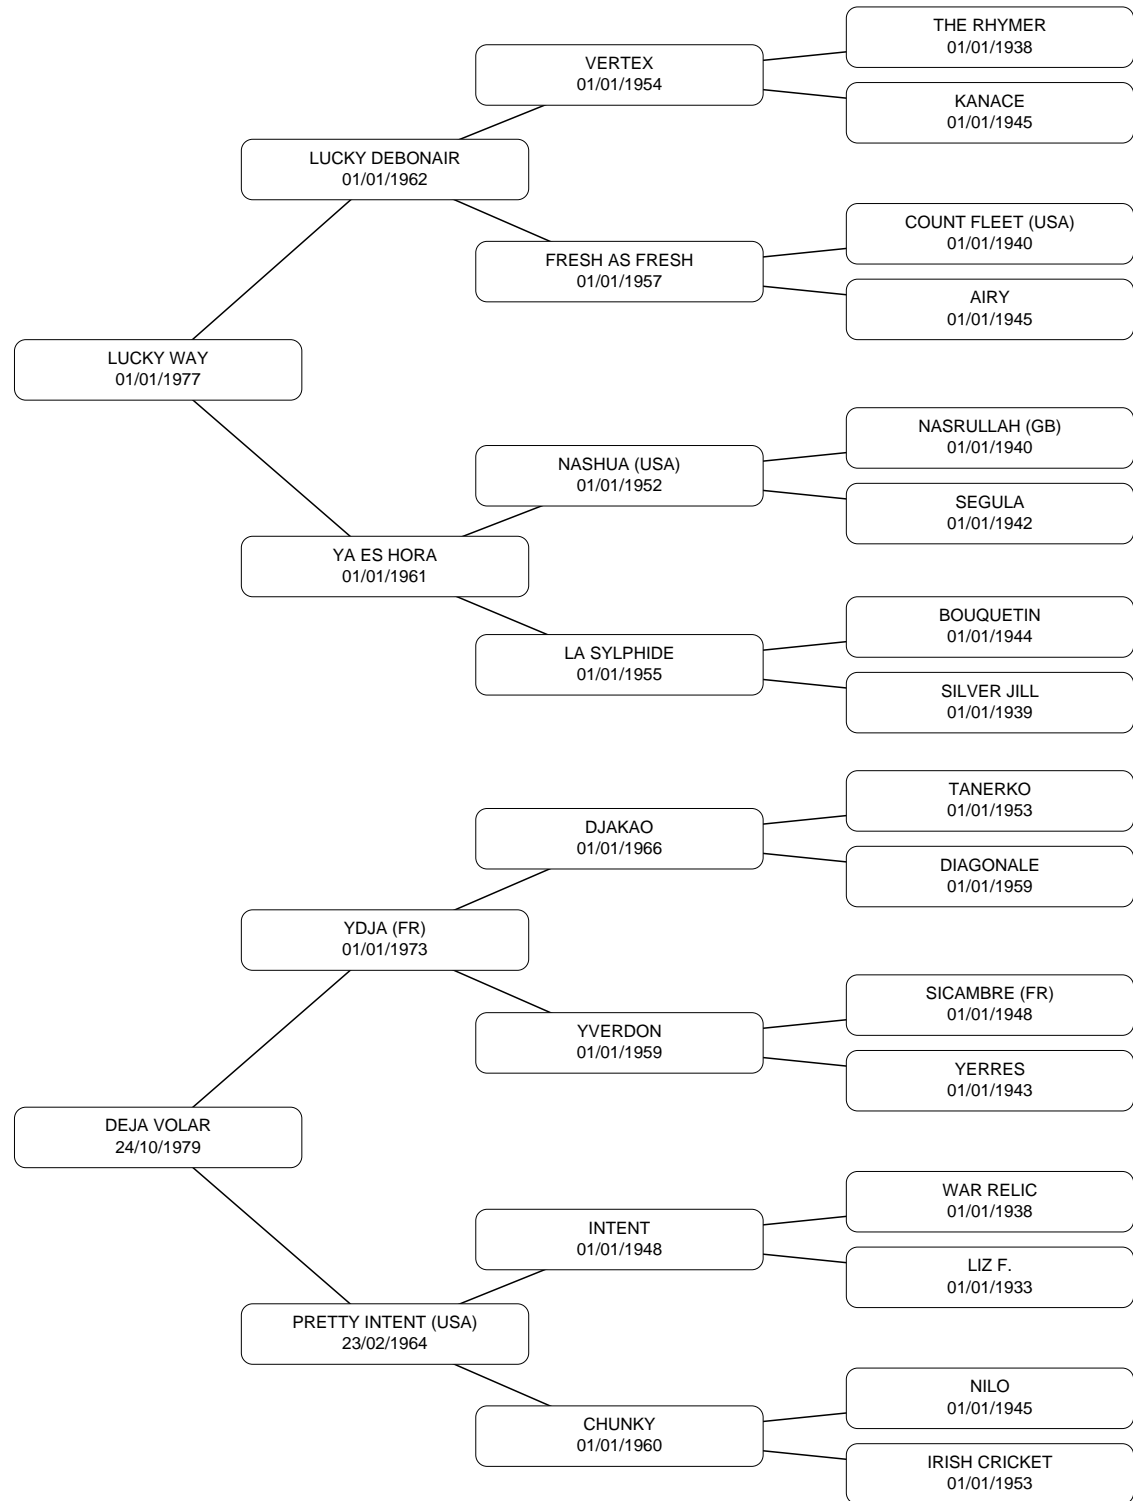 THE RHYMER
01/01/1938
VERTEX
01/01/1954
KANACE
01/01/1945
LUCKY DEBONAIR
01/01/1962
COUNT FLEET (USA)
01/01/1940
FRESH AS FRESH
01/01/1957
AIRY
01/01/1945
LUCKY WAY
01/01/1977
NASRULLAH (GB)
01/01/1940
NASHUA (USA)
01/01/1952
SEGULA
01/01/1942
YA ES HORA
01/01/1961
BOUQUETIN
01/01/1944
LA SYLPHIDE
01/01/1955
SILVER JILL
01/01/1939
TANERKO
01/01/1953
DJAKAO
01/01/1966
DIAGONALE
01/01/1959
YDJA (FR)
01/01/1973
SICAMBRE (FR)
01/01/1948
YVERDON
01/01/1959
YERRES
01/01/1943
DEJA VOLAR
24/10/1979
WAR RELIC
01/01/1938
INTENT
01/01/1948
LIZ F.
01/01/1933
PRETTY INTENT (USA)
23/02/1964
NILO
01/01/1945
CHUNKY
01/01/1960
IRISH CRICKET
01/01/1953